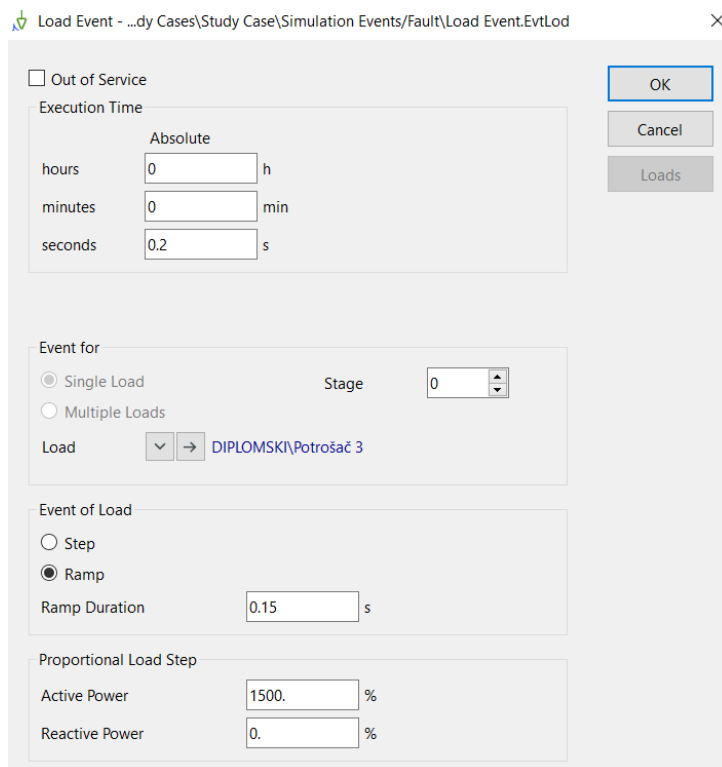 Load Event - ...dy Cases\Study Case\Simulation Events/Fault\Load Event.EvtLod
Out of Service
OK
Execution Time
Cancel
Absolute
hours 0 h
Loads
minutes 0 min
seconds 0.2 s
Event for
Single Load Stage 0
Multiple Loads
Load DIPLOMSKI\Potrošač 3
Event of Load
Step
Ramp
Ramp Duration 0.15 s
Proportional Load Step
Active Power 1500. %
Reactive Power 0. %